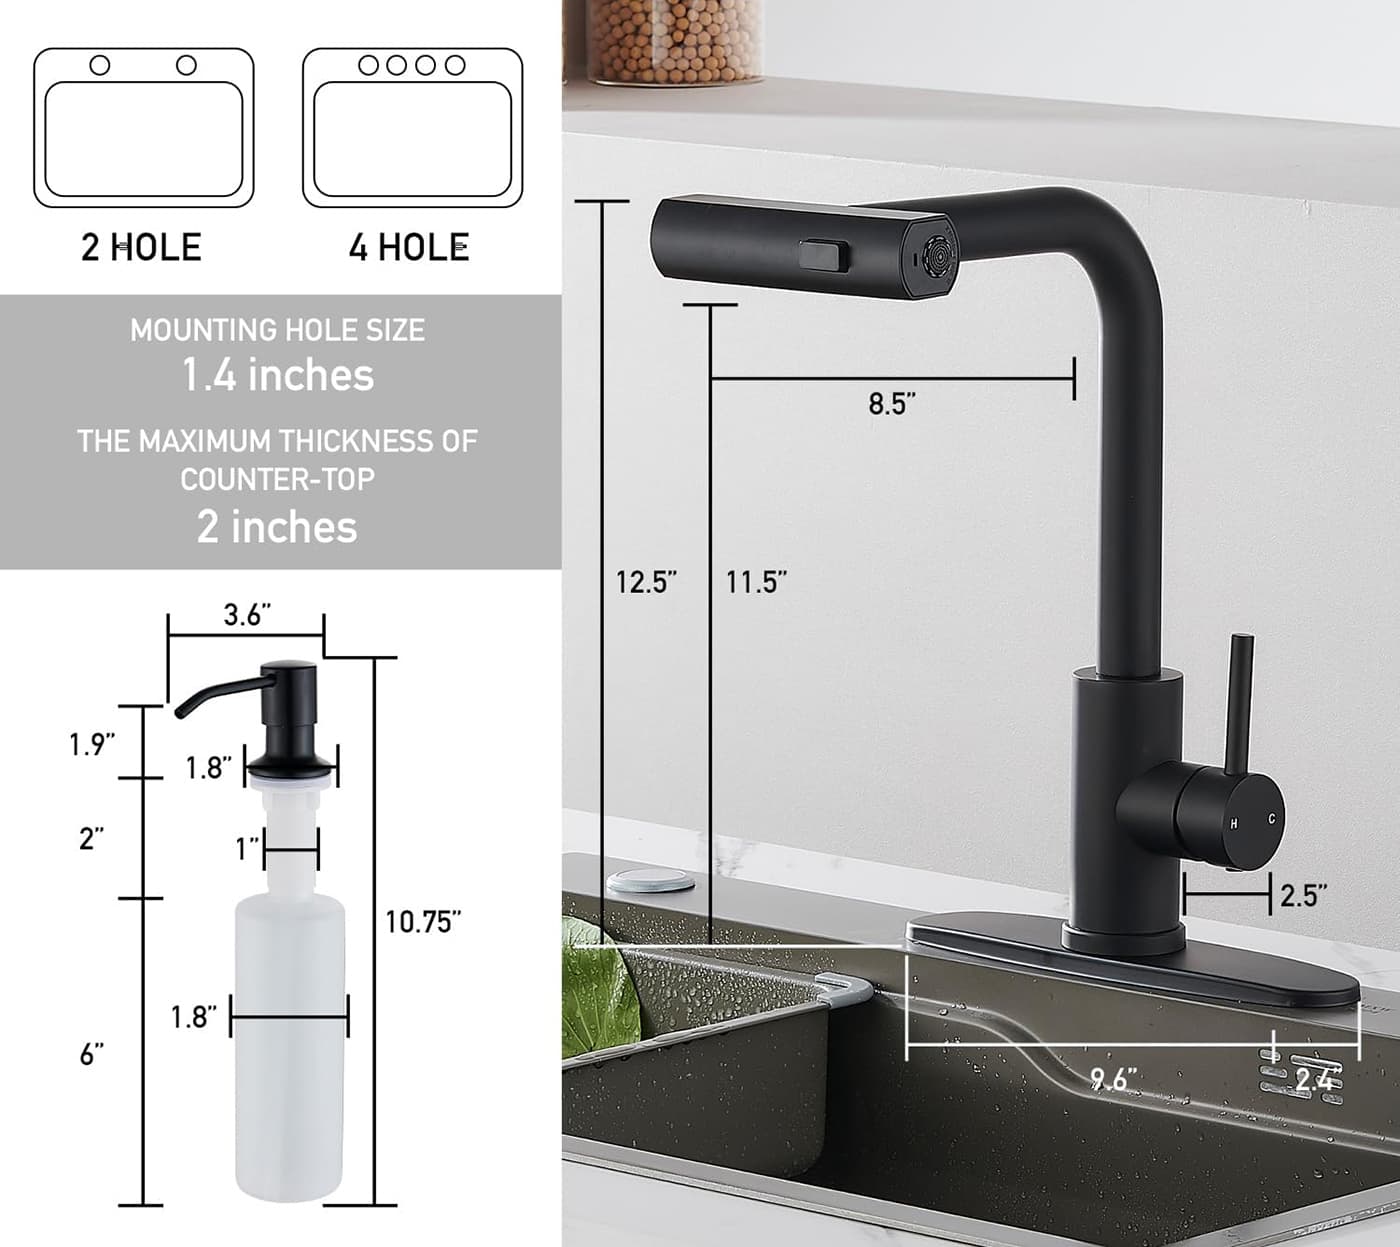 2 HOLE
4 HOLE
MOUNTING HOLE SIZE
1.4 inches
THE MAXIMUM THICKNESS OF
COUNTER-TOP
2 inches
3.6”
1.9”
1.8”
2”
1”
10.75”
1.8”
6”
8.5”
12.5”
11.5”
H C
2.5”
9.6”
2.4”